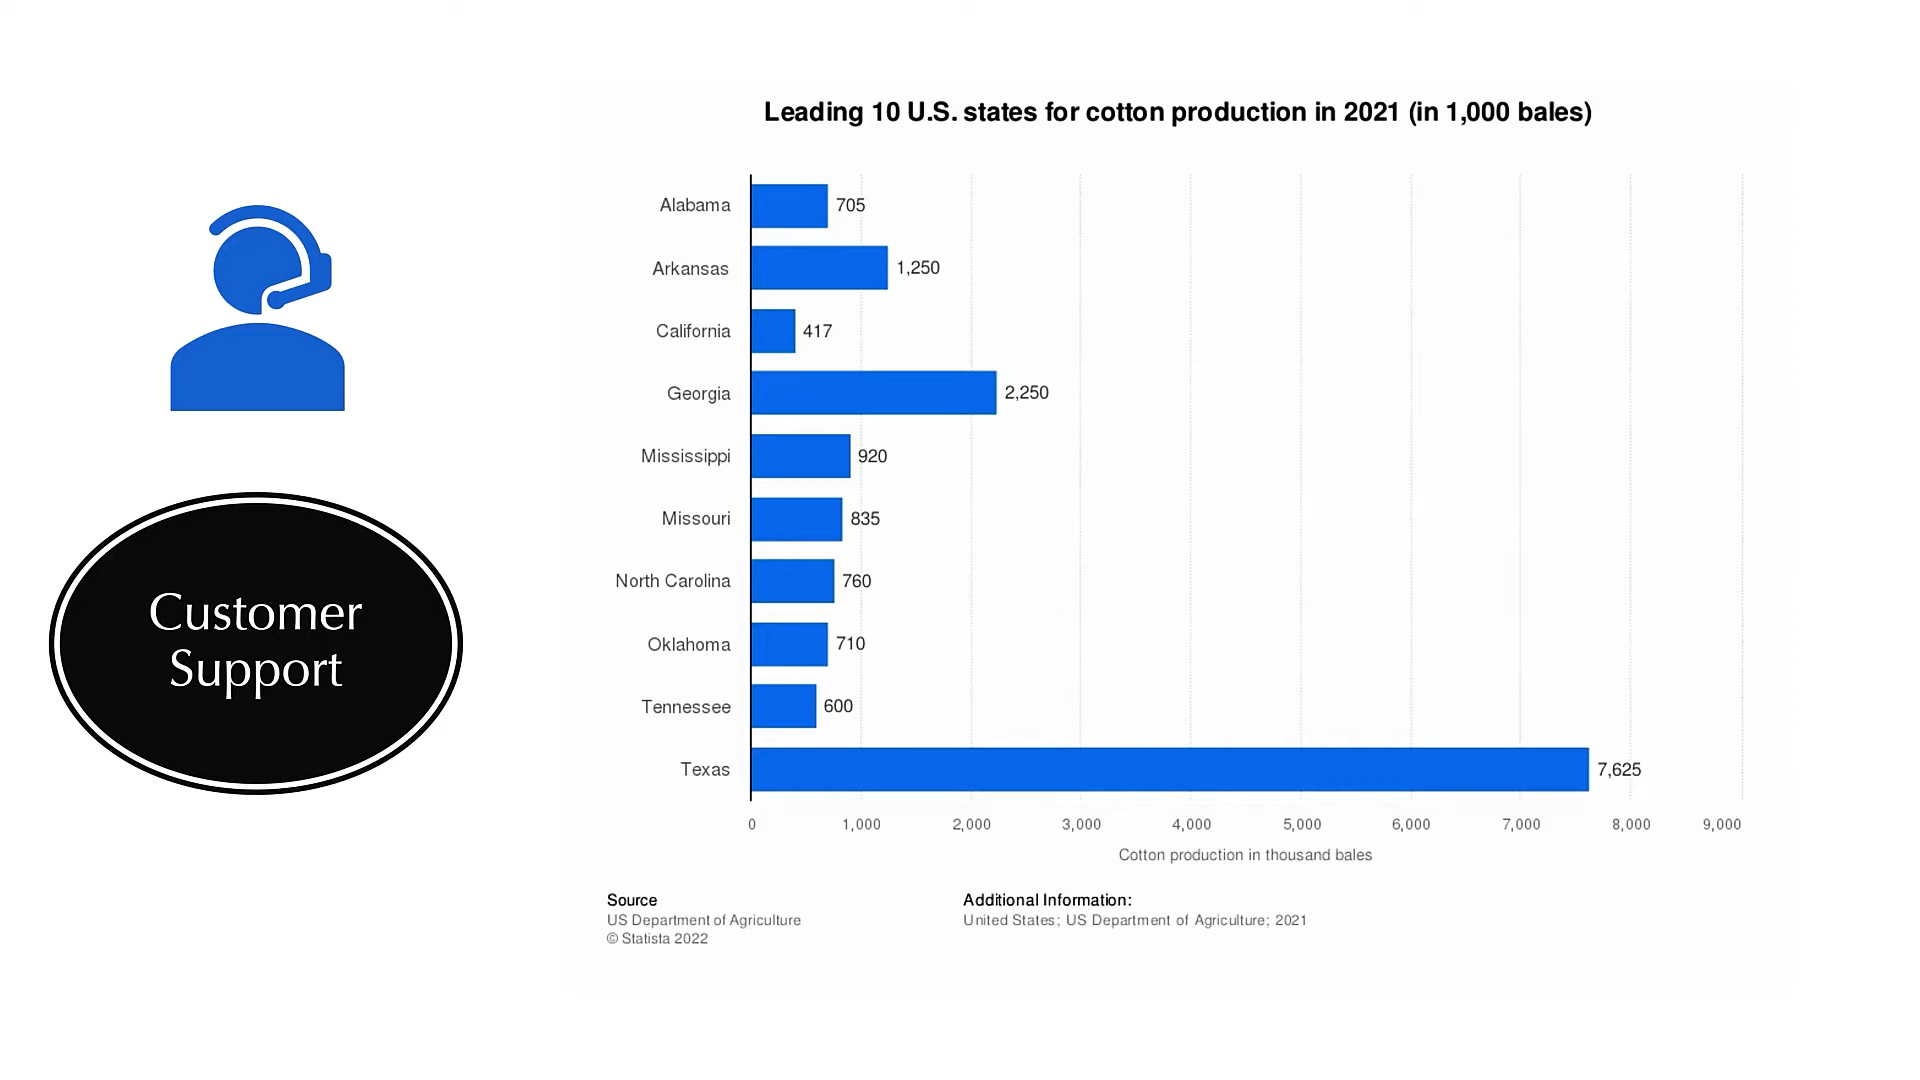 Leading 10 U.S. states for cotton production in 2021 (in 1,000 bales)
Alabama 705
Arkansas 1,250
California 417
Georgia 2,250
Mississippi 920
Missouri 835
North Carolina 760
Oklahoma 710
Tennessee 600
Texas 7,625
0 1,000 2,000 3,000 4,000 5,000 6,000 7,000 8,000 9,000
Cotton production in thousand bales
Source
US Department of Agriculture
© Statista 2022
Additional Information:
United States; US Department of Agriculture; 2021
Customer
Support